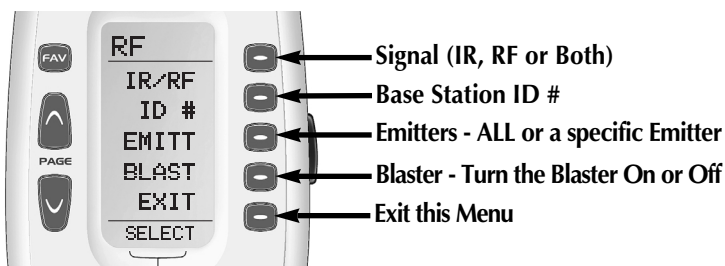 FAV
PAGE
RF
IR/RF
ID #
EMITT
BLAST
EXIT
SELECT
Signal (IR, RF or Both)
Base Station ID #
Emitters - ALL or a specific Emitter
Blaster - Turn the Blaster On or Off
Exit this Menu